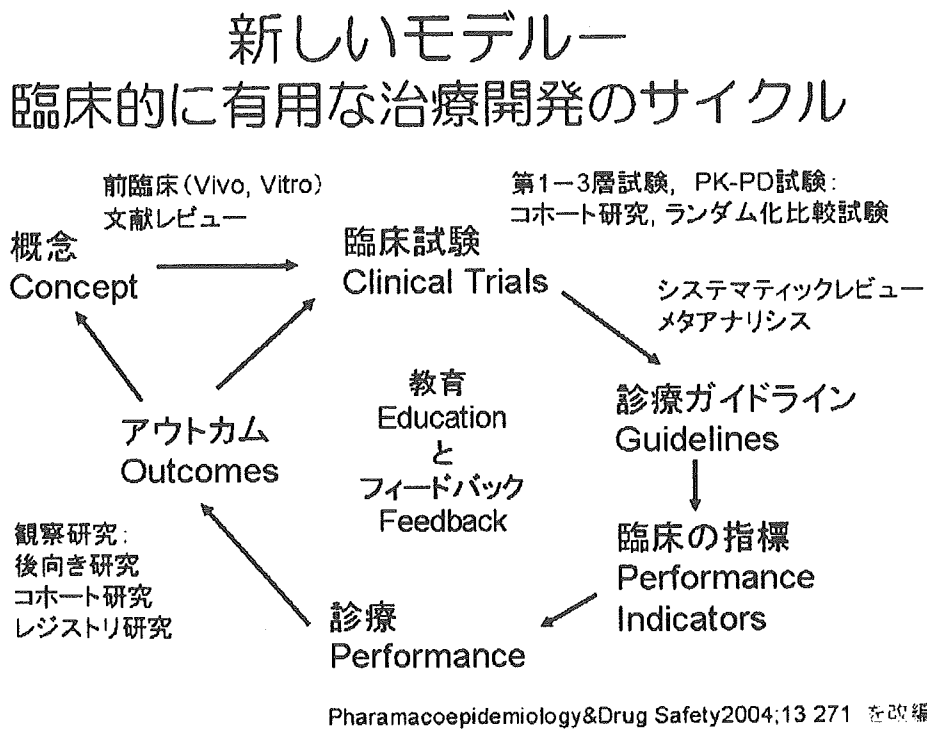 新しいモデルー
臨床的に有用な治療開発のサイクル
前臨床（Vivo, Vitro）
文献レビュー
第1－3層試験, PK-PD試験：
コホート研究, ランダム化比較試験
概念
Concept
臨床試験
Clinical Trials
システマティックレビュー
メタアナリシス
教育
Education
と
フィードバック
Feedback
診療ガイドライン
Guidelines
アウトカム
Outcomes
観察研究：
後向き研究
コホート研究
レジストリ研究
臨床の指標
Performance
Indicators
診療
Performance
Pharamacoepidemiology&Drug Safety2004;13 271 を改編